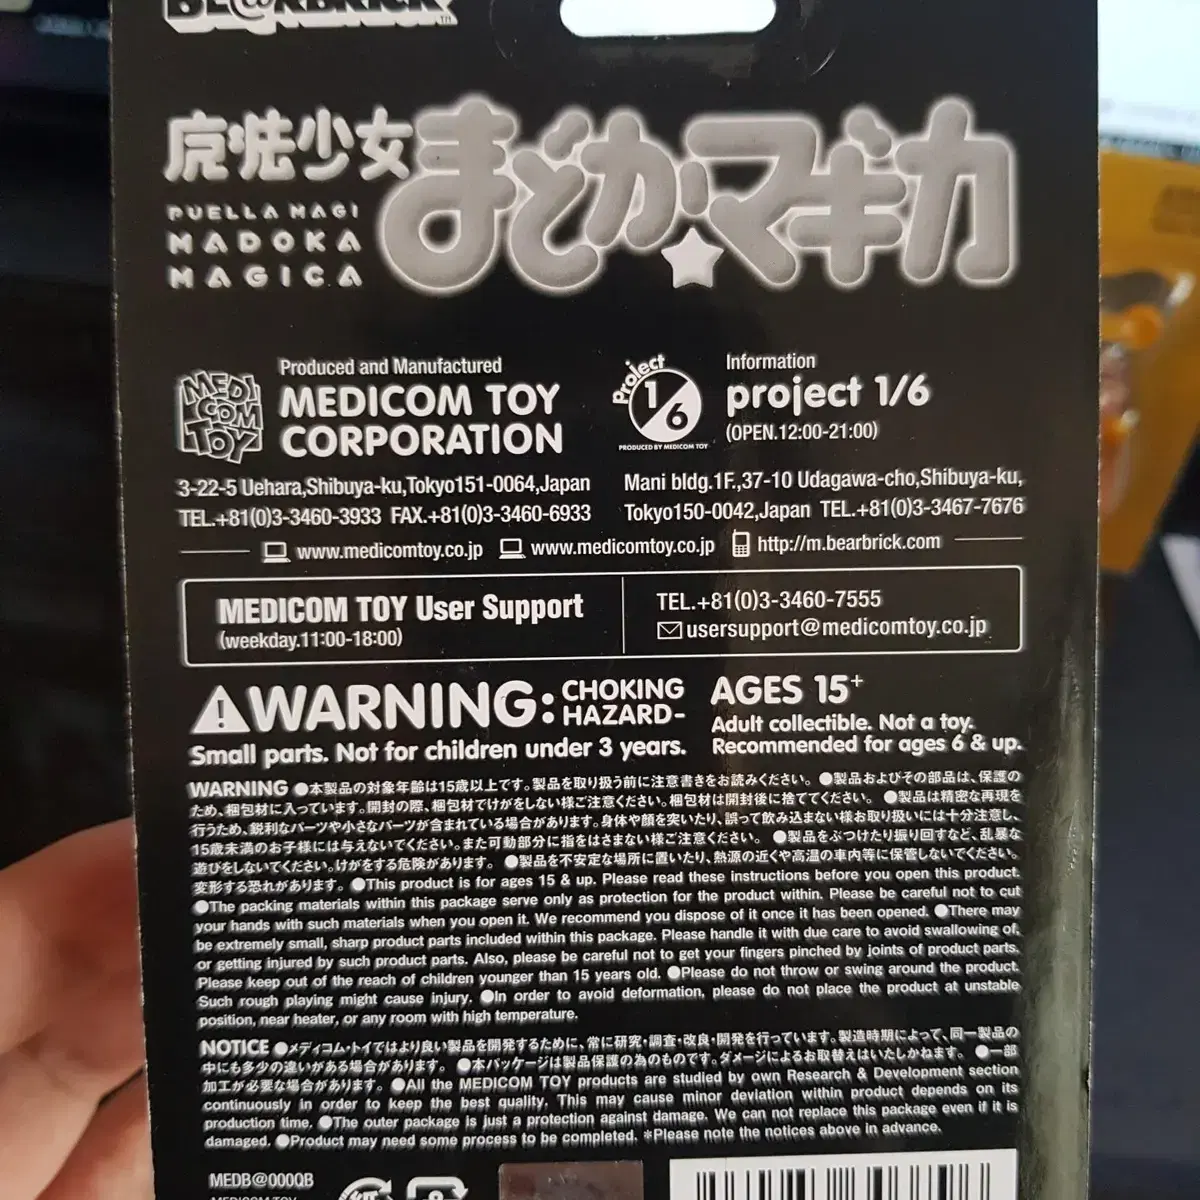 BE@RBRICK TM
魔法少女
まどか☆マギカ
PUELLA MAGI
MADOKA
MAGICA
MEDI COM TOY
Produced and Manufactured
MEDICOM TOY
CORPORATION
3-22-5 Uehara,Shibuya-ku,Tokyo151-0064,Japan
TEL.+81(0)3-3460-3933 FAX.+81(0)3-3460-6933
Project 1/6
PRODUCED BY MEDICOM TOY
Information
project 1/6
(OPEN.12:00-21:00)
Mani bldg.1F.,37-10 Udagawa-cho,Shibuya-ku,
Tokyo150-0042,Japan TEL.+81(0)3-3467-7676
www.medicomtoy.co.jp www.medicomtoy.co.jp http://m.bearbrick.com
MEDICOM TOY User Support
(weekday.11:00-18:00)
TEL.+81(0)3-3460-7555
usersupport@medicomtoy.co.jp
WARNING: CHOKING
HAZARD-
Small parts. Not for children under 3 years.
AGES 15+
Adult collectible. Not a toy.
Recommended for ages 6 & up.
WARNING ●本製品の対象年齢は15歳以上です。製品を取り扱う前に注意書きをお読みください。 ●製品およびその部品は、保護の
ため、梱包材に入っています。開封の際、梱包材でけがをしない様ご注意ください。梱包材は開封後に捨ててください。 ●製品は精密な再現を
行うため、鋭利なパーツや小さなパーツが含まれている場合があります。身体や顔を突いたり、誤って飲み込まない様お取り扱いには十分注意し、
15歳未満のお子様には与えないでください。また可動部分に指をはさまない様ご注意ください。 ●製品をぶつけたり振り回すなど、乱暴な
遊びをしないでください。けがをする危険があります。 ●製品を不安定な場所に置いたり、熱源の近くや高温の車内等に保管しないでください。
変形する恐れがあります。 ●This product is for ages 15 & up. Please read these instructions before you open this product.
●The packing materials within this package serve only as protection for the product within. Please be careful not to cut
your hands with such materials when you open it. We recommend you dispose of it once it has been opened. ●There may
be extremely small, sharp product parts included within this package. Please handle it with due care to avoid swallowing of,
or getting injured by such product parts. Also, please be careful not to get your fingers pinched by joints of product parts.
Please keep out of the reach of children younger than 15 years old. ●Please do not throw or swing around the product.
Such rough playing might cause injury. ●In order to avoid deformation, please do not place the product at unstable
position, near heater, or any room with high temperature.
NOTICE ●メディコム・トイではより良い製品を開発するために、常に研究・調査・改良・開発を行っています。製造時期によって、同一製品の
中にも多少の違いがある場合があります。 ●本パッケージは製品保護の為のものです。ダメージによるお取替えはいたしかねます。 ●一部
加工が必要な場合があります。 ●All the MEDICOM TOY products are studied by own Research & Development section
continuously in order to keep the best quality. This may cause minor deviation within product depends on its
production time. ●The outer package is just a protection against damage. We can not replace this package even if it is
damaged. ●Product may need some process to be completed. *Please note the notices above in advance.
MEDB@000QB
MEDICOM TOY